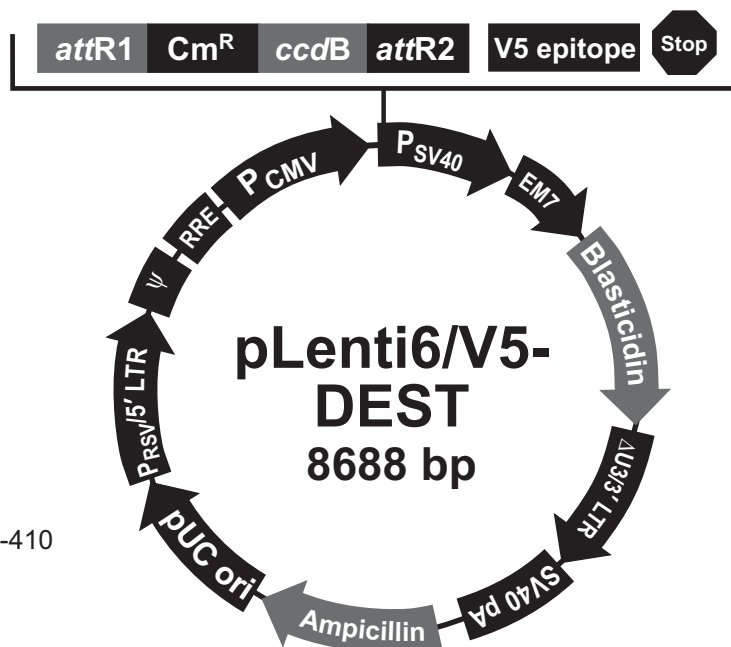 attR1 CmR ccdB attR2 V5 epitope Stop
PCMV
PSV40
EM7
Blasticidin
ΔU3/3′ LTR
SV40 pA
Ampicillin
pUC ori
PRSV/5′ LTR
ψ
RRE
pLenti6/V5-
DEST
8688 bp
-410